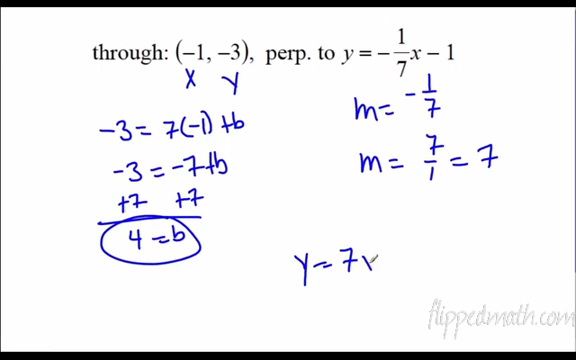 through: (−1, −3), perp. to y = −1/7x − 1
x y
m = -1/7
-3 = 7(-1) + b
-3 = -7 + b
m = 7/1 = 7
+7 +7
4 = b
y = 7x
flippedmath.com